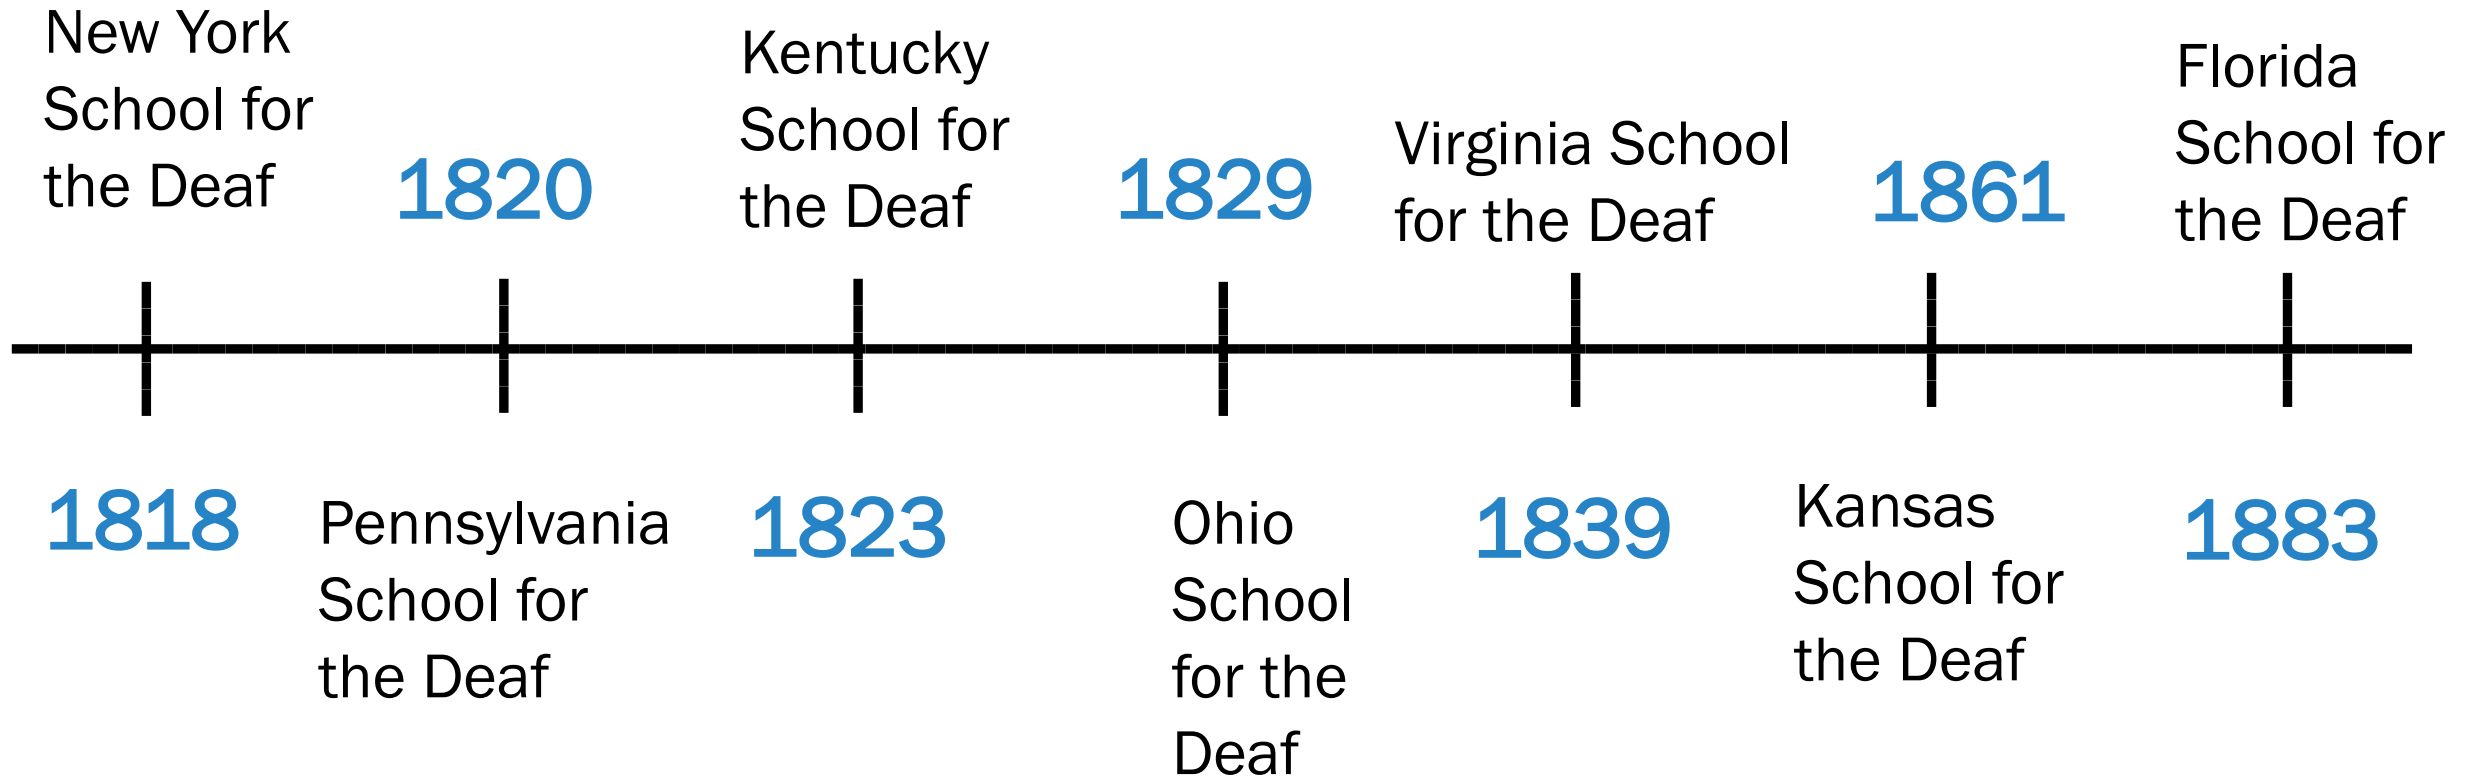 New York
School for
the Deaf
1818
1820
Pennsylvania
School for
the Deaf
Kentucky
School for
the Deaf
1823
1829
Ohio
School
for the
Deaf
Virginia School
for the Deaf
1839
1861
Kansas
School for
the Deaf
Florida
School for
the Deaf
1883